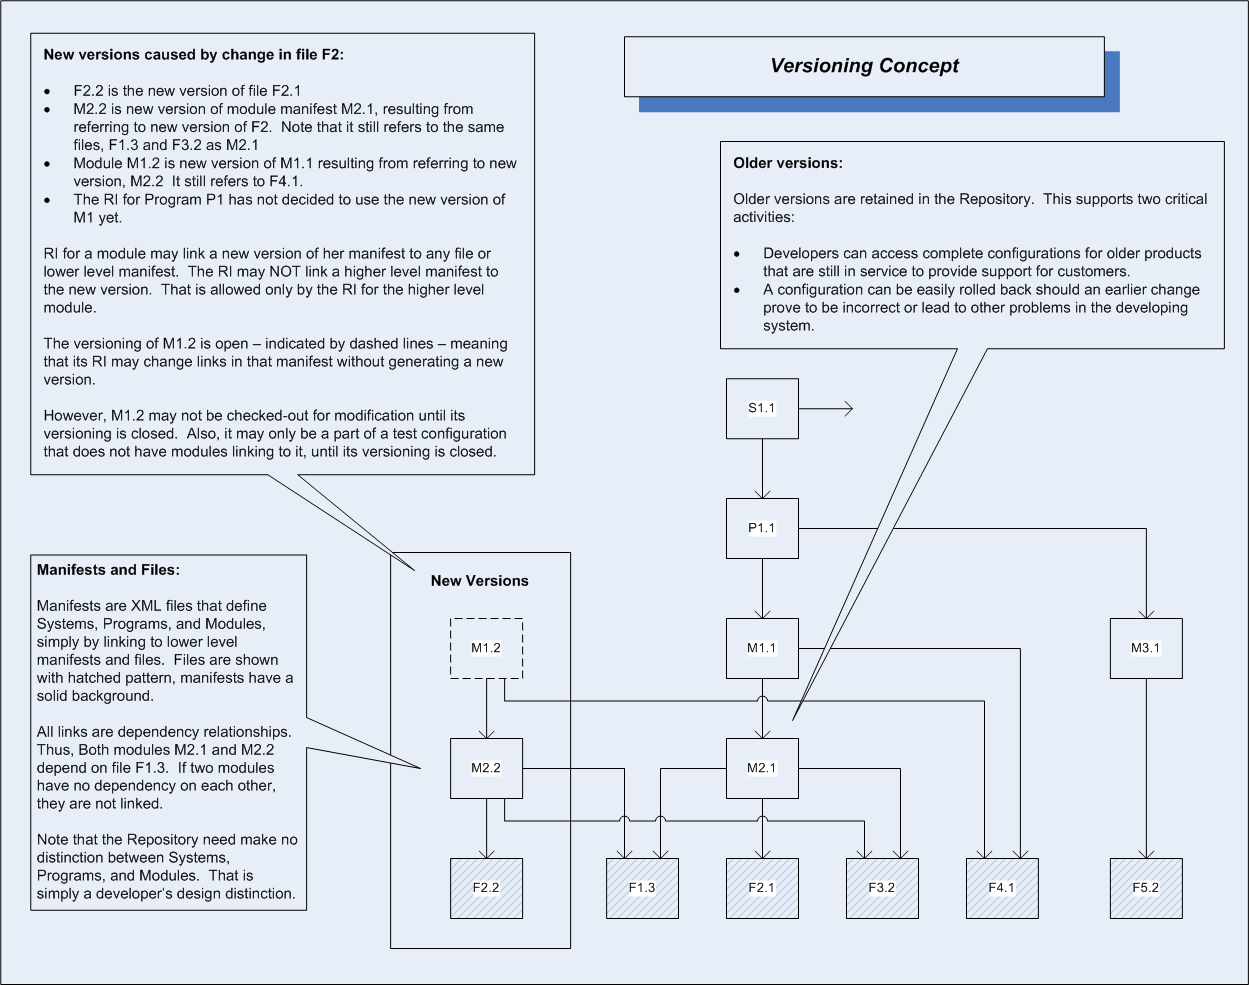 Versioning Concept
New versions caused by change in file F2:
• F2.2 is the new version of file F2.1
• M2.2 is new version of module manifest M2.1, resulting from
referring to new version of F2.  Note that it still refers to the same
files, F1.3 and F3.2 as M2.1
• Module M1.2 is new version of M1.1 resulting from referring to new
version, M2.2  It still refers to F4.1.
• The RI for Program P1 has not decided to use the new version of
M1 yet.
RI for a module may link a new version of her manifest to any file or
lower level manifest.  The RI may NOT link a higher level manifest to
the new version.  That is allowed only by the RI for the higher level
module.
The versioning of M1.2 is open – indicated by dashed lines – meaning
that its RI may change links in that manifest without generating a new
version.
However, M1.2 may not be checked-out for modification until its
versioning is closed.  Also, it may only be a part of a test configuration
that does not have modules linking to it, until its versioning is closed.
Older versions:
Older versions are retained in the Repository.  This supports two critical
activities:
• Developers can access complete configurations for older products
that are still in service to provide support for customers.
• A configuration can be easily rolled back should an earlier change
prove to be incorrect or lead to other problems in the developing
system.
Manifests and Files:
Manifests are XML files that define
Systems, Programs, and Modules,
simply by linking to lower level
manifests and files.  Files are shown
with hatched pattern, manifests have a
solid background.
All links are dependency relationships.
Thus, Both modules M2.1 and M2.2
depend on file F1.3.  If two modules
have no dependency on each other,
they are not linked.
Note that the Repository need make no
distinction between Systems,
Programs, and Modules.  That is
simply a developer's design distinction.
S1.1
P1.1
New Versions
M1.2
M1.1
M3.1
M2.2
M2.1
F2.2
F1.3
F2.1
F3.2
F4.1
F5.2